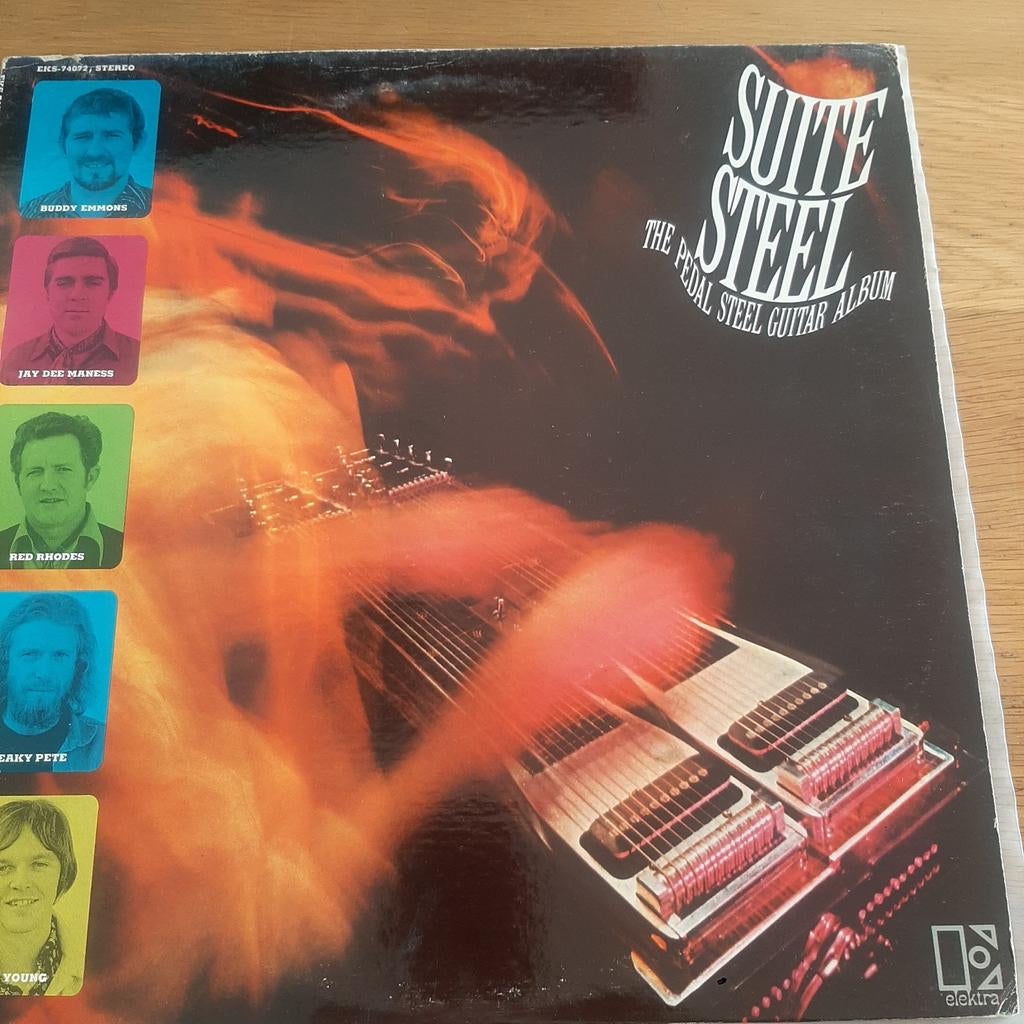 EKS-74072, STEREO
SUITE
STEEL
THE PEDAL STEEL GUITAR ALBUM
BUDDY EMMONS
JAY DEE MANESS
RED RHODES
EAKY PETE
YOUNG
elektra